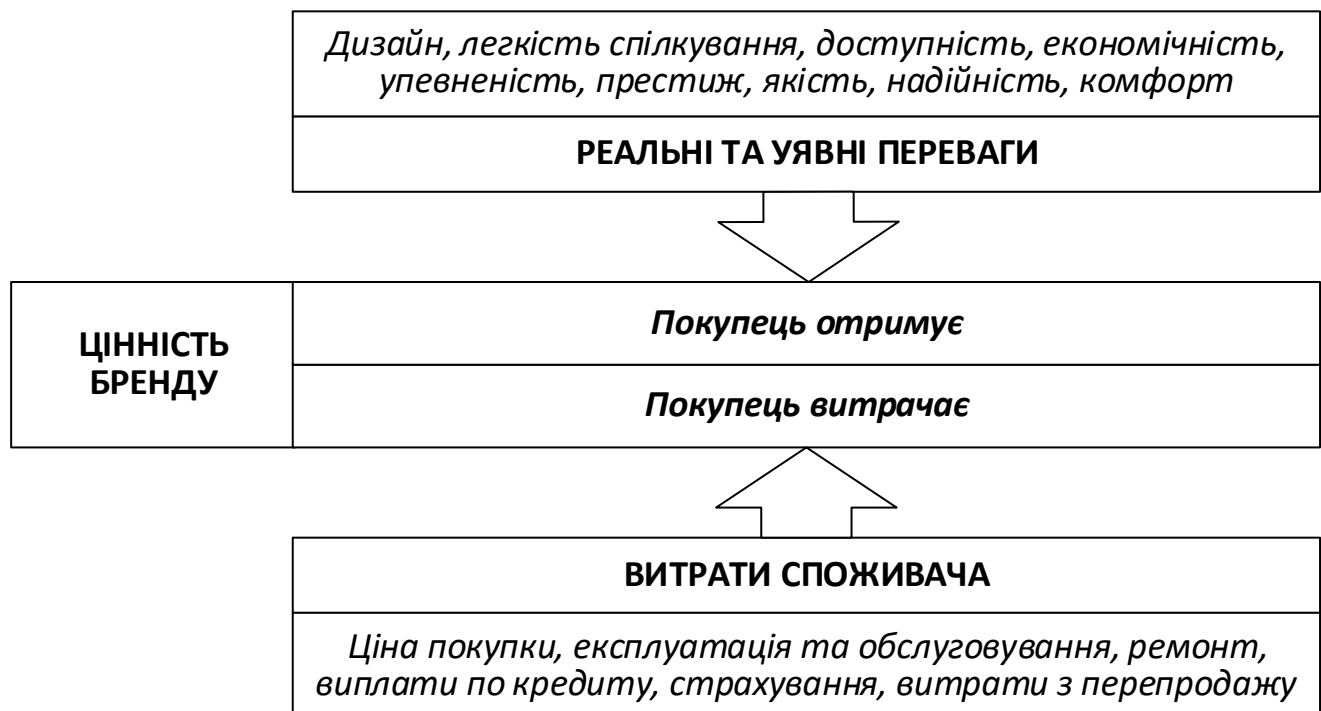 Дизайн, легкість спілкування, доступність, економічність,
упевненість, престиж, якість, надійність, комфорт
РЕАЛЬНІ ТА УЯВНІ ПЕРЕВАГИ
ЦІННІСТЬ
БРЕНДУ
Покупець отримує
Покупець витрачає
ВИТРАТИ СПОЖИВАЧА
Ціна покупки, експлуатація та обслуговування, ремонт,
виплати по кредиту, страхування, витрати з перепродажу